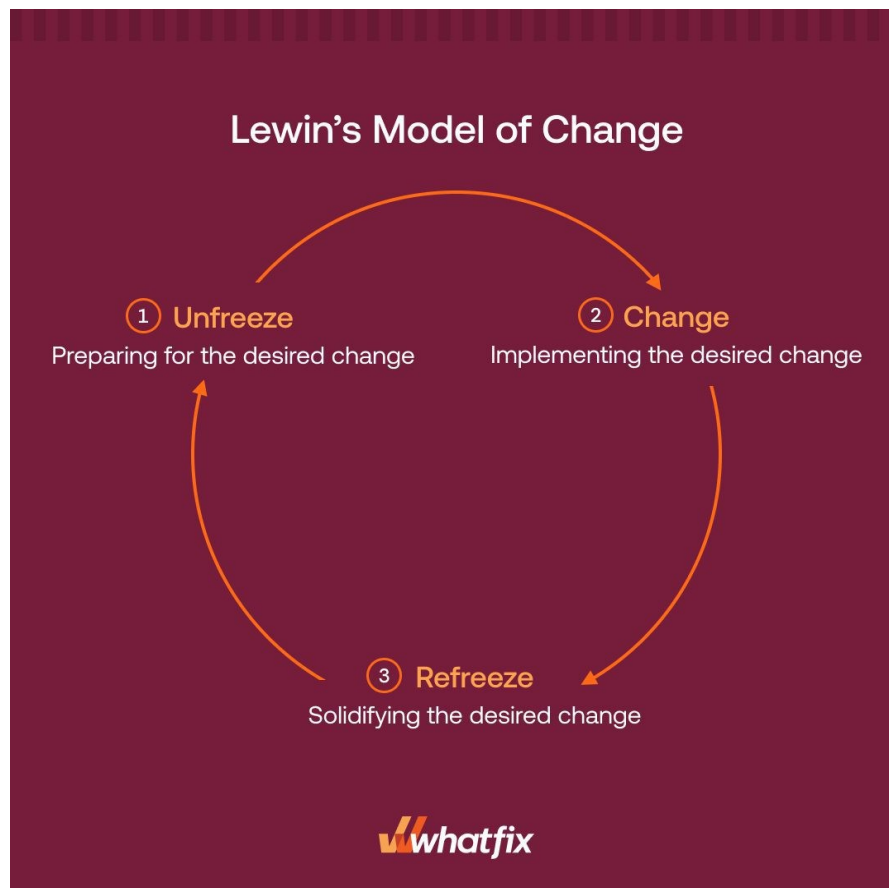 Lewin’s Model of Change
1 Unfreeze
Preparing for the desired change
2 Change
Implementing the desired change
3 Refreeze
Solidifying the desired change
whatfix